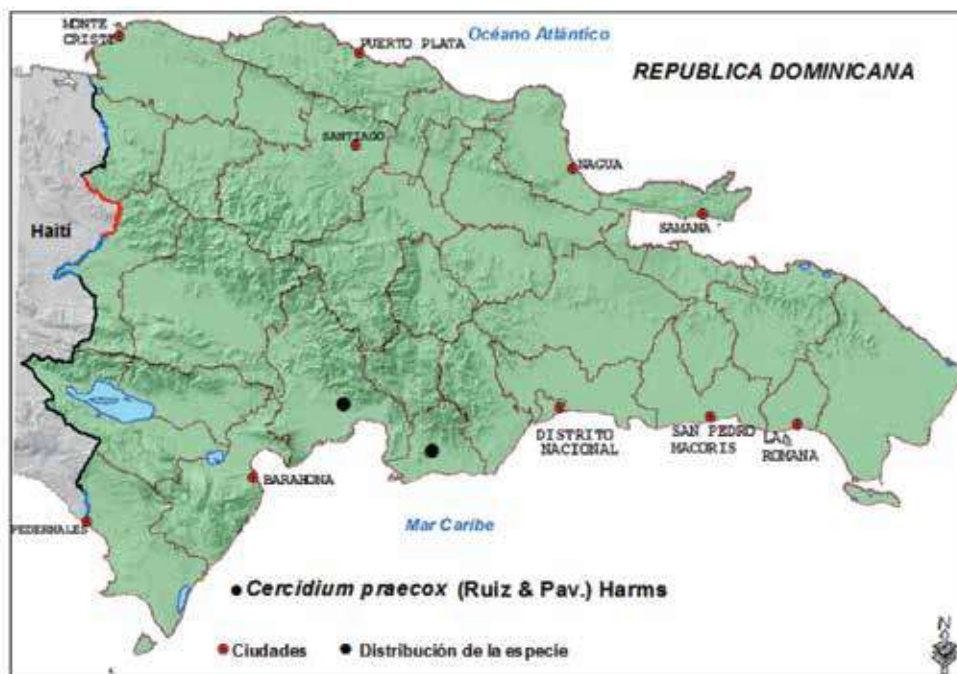 MONTE
CRISTI
PUERTO PLATA
Océano Atlántico
REPUBLICA DOMINICANA
SANTIAGO
NAGUA
SAMANA
Haití
DISTRITO
NACIONAL
SAN PEDRO
MACORIS
LA
ROMANA
BARAHONA
PEDERNALES
Mar Caribe
Cercidium praecox (Ruiz & Pav.) Harms
Ciudades
Distribución de la especie
N